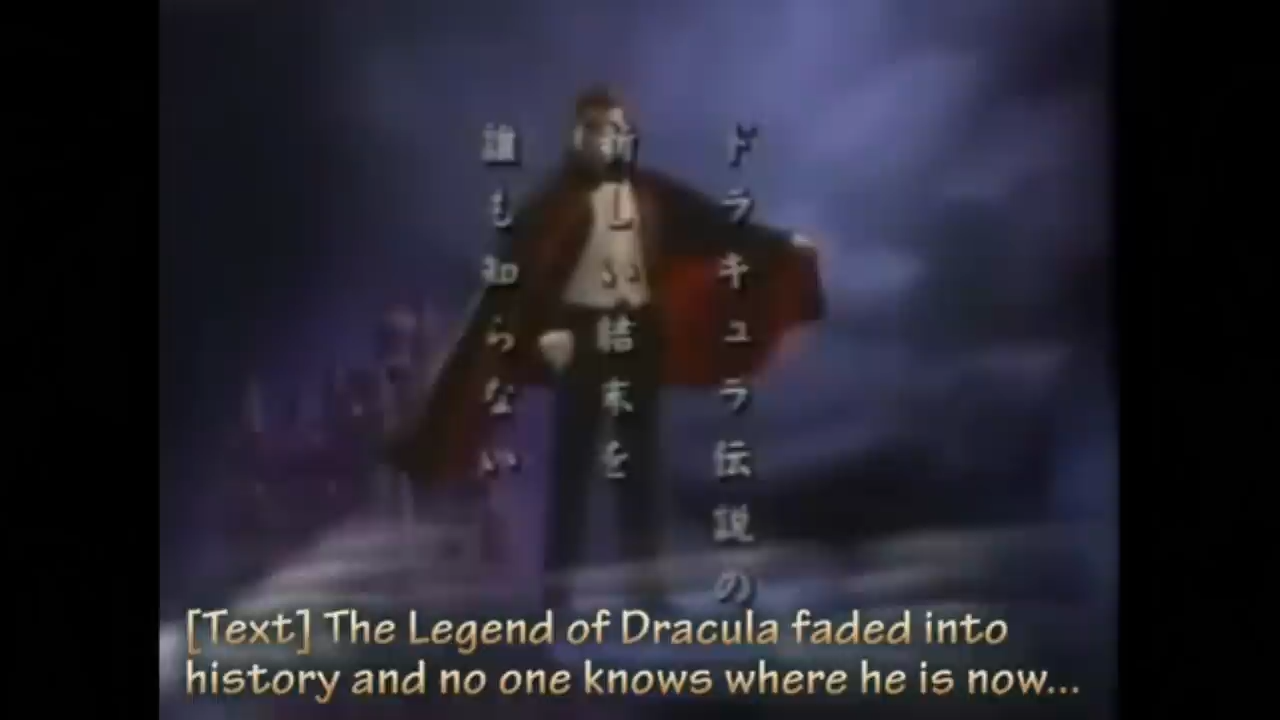 ドラキュラ伝説の
新しい結末を
誰も知らない
[Text] The Legend of Dracula faded into
history and no one knows where he is now...